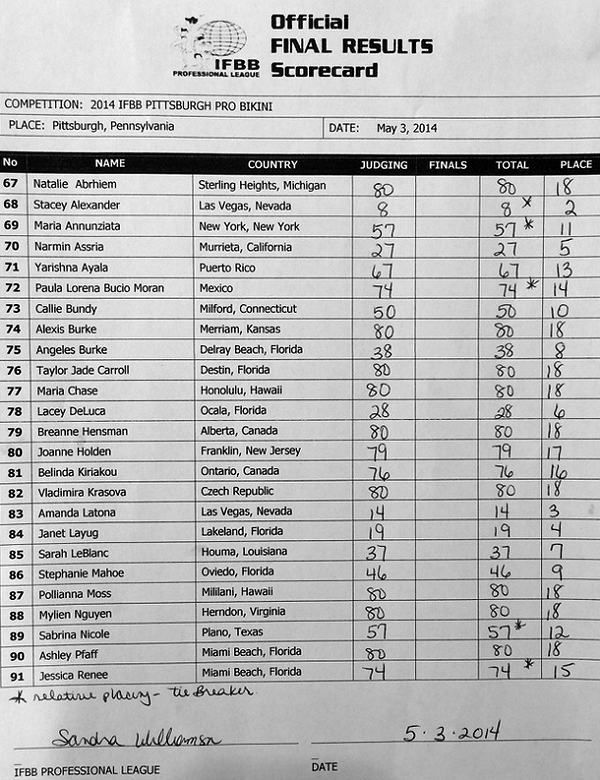 Official
FINAL RESULTS
IFBB
PROFESSIONAL LEAGUE
Scorecard
COMPETITION: 2014 IFBB PITTSBURGH PRO BIKINI
PLACE: Pittsburgh, Pennsylvania DATE: May 3, 2014
No NAME COUNTRY JUDGING FINALS TOTAL PLACE
67 Natalie Abrhiem Sterling Heights, Michigan 80 80 18
68 Stacey Alexander Las Vegas, Nevada 8 8 * 2
69 Maria Annunziata New York, New York 57 57 * 11
70 Narmin Assria Murrieta, California 27 27 5
71 Yarishna Ayala Puerto Rico 67 67 13
72 Paula Lorena Bucio Moran Mexico 74 74 * 14
73 Callie Bundy Milford, Connecticut 50 50 10
74 Alexis Burke Merriam, Kansas 80 80 18
75 Angeles Burke Delray Beach, Florida 38 38 8
76 Taylor Jade Carroll Destin, Florida 80 80 18
77 Maria Chase Honolulu, Hawaii 80 80 18
78 Lacey DeLuca Ocala, Florida 28 28 6
79 Breanne Hensman Alberta, Canada 80 80 18
80 Joanne Holden Franklin, New Jersey 79 79 17
81 Belinda Kiriakou Ontario, Canada 76 76 16
82 Vladimira Krasova Czech Republic 80 80 18
83 Amanda Latona Las Vegas, Nevada 14 14 3
84 Janet Layug Lakeland, Florida 19 19 4
85 Sarah LeBlanc Houma, Louisiana 37 37 7
86 Stephanie Mahoe Oviedo, Florida 46 46 9
87 Pollianna Moss Mililani, Hawaii 80 80 18
88 Mylien Nguyen Herndon, Virginia 80 80 18
89 Sabrina Nicole Plano, Texas 57 57 * 12
90 Ashley Pfaff Miami Beach, Florida 80 80 18
91 Jessica Renee Miami Beach, Florida 74 74 * 15
* relative placing - tie Breaker
Sandra Williamson 5 · 3 · 2014
IFBB PROFESSIONAL LEAGUE DATE